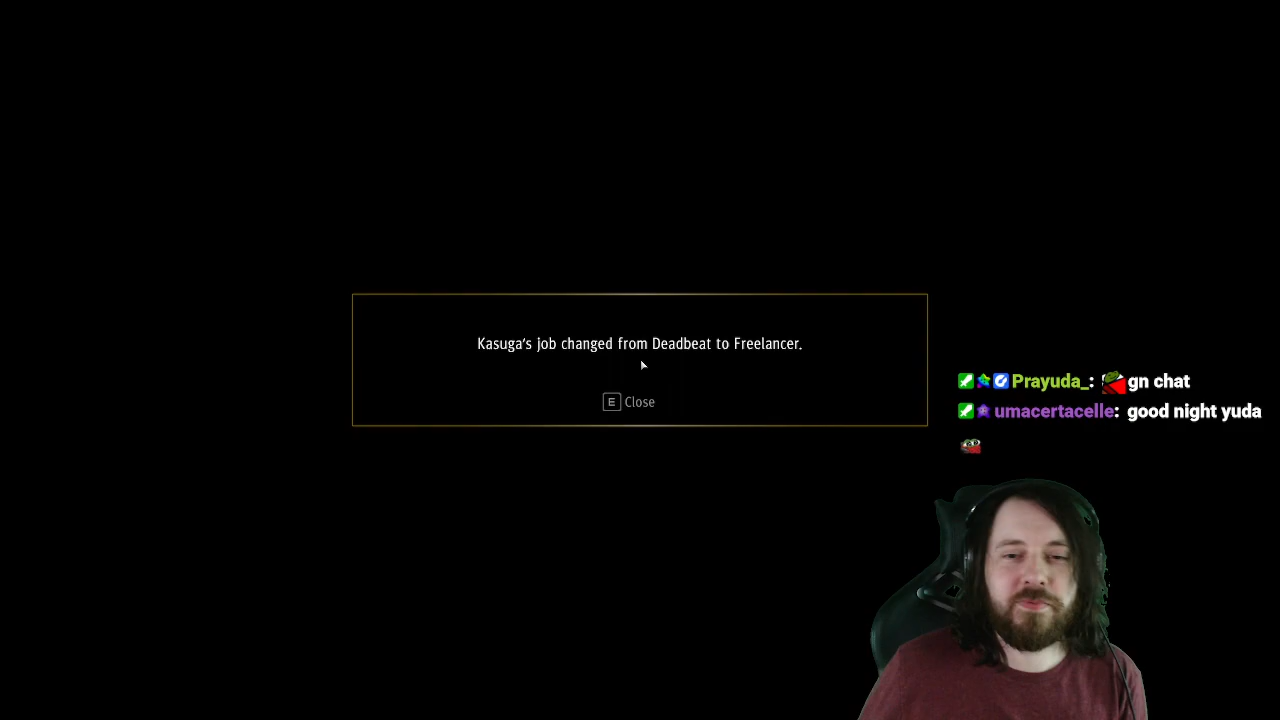 Kasuga's job changed from Deadbeat to Freelancer.
E Close
Prayuda_: gn chat
umacertacelle: good night yuda